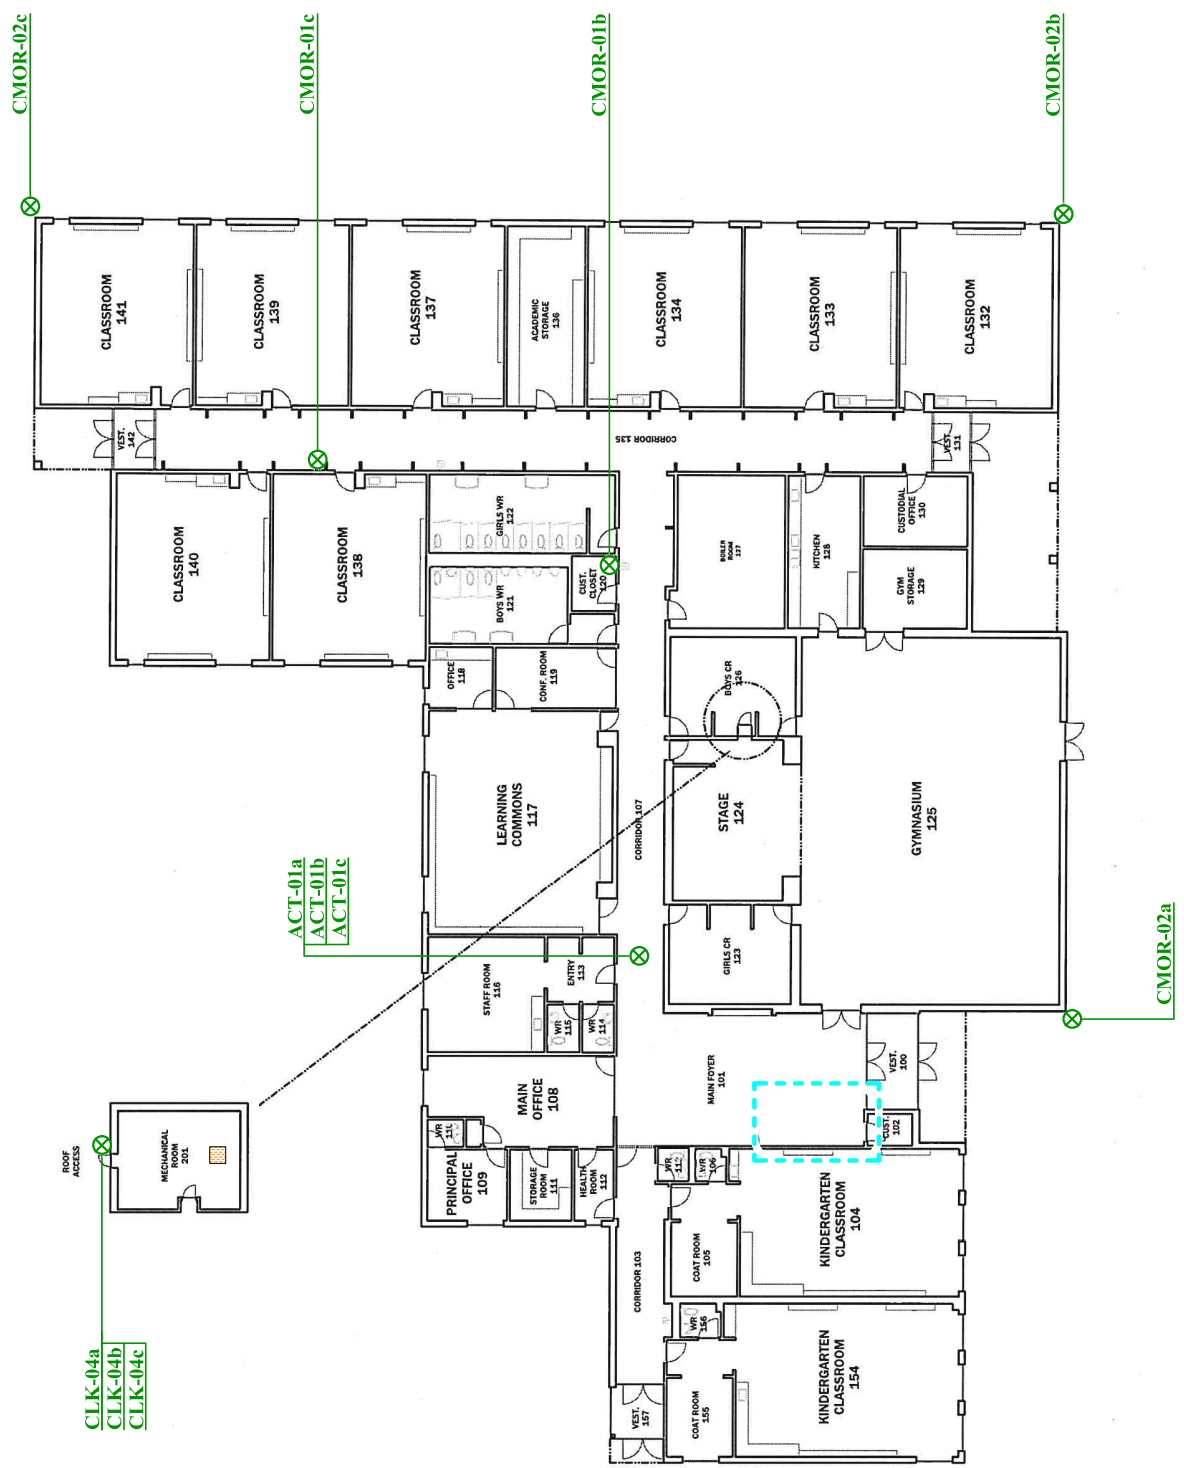 CMOR-02c
CMOR-01c
CMOR-01b
CMOR-02b
CLASSROOM
141
CLASSROOM
139
CLASSROOM
137
ACADEMIC
STORAGE
136
CLASSROOM
134
CLASSROOM
133
CLASSROOM
132
VEST.
142
CORRIDOR 135
VEST.
131
CLASSROOM
140
CLASSROOM
138
GIRLS WR
122
BOYS WR
121
CUST.
CLOSET
120
BOILER
ROOM
127
KITCHEN
128
CUSTODIAL
OFFICE
130
GYM
STORAGE
129
OFFICE
118
CONF. ROOM
119
BOYS CR
126
LEARNING
COMMONS
117
CORRIDOR 107
STAGE
124
GYMNASIUM
125
ACT-01a
ACT-01b
ACT-01c
STAFF ROOM
116
ENTRY
113
GIRLS CR
123
CMOR-02a
WR
115
WR
114
MAIN
OFFICE
108
MAIN FOYER
101
VEST.
100
CUST.
102
ROOF
ACCESS
MECHANICAL
ROOM
201
WR
110
PRINCIPAL
OFFICE
109
STORAGE
ROOM
111
HEALTH
ROOM
112
WR
WR
106
KINDERGARTEN
CLASSROOM
104
COAT ROOM
105
CORRIDOR 103
WR
156
KINDERGARTEN
CLASSROOM
154
COAT ROOM
155
VEST.
157
CLK-04a
CLK-04b
CLK-04c